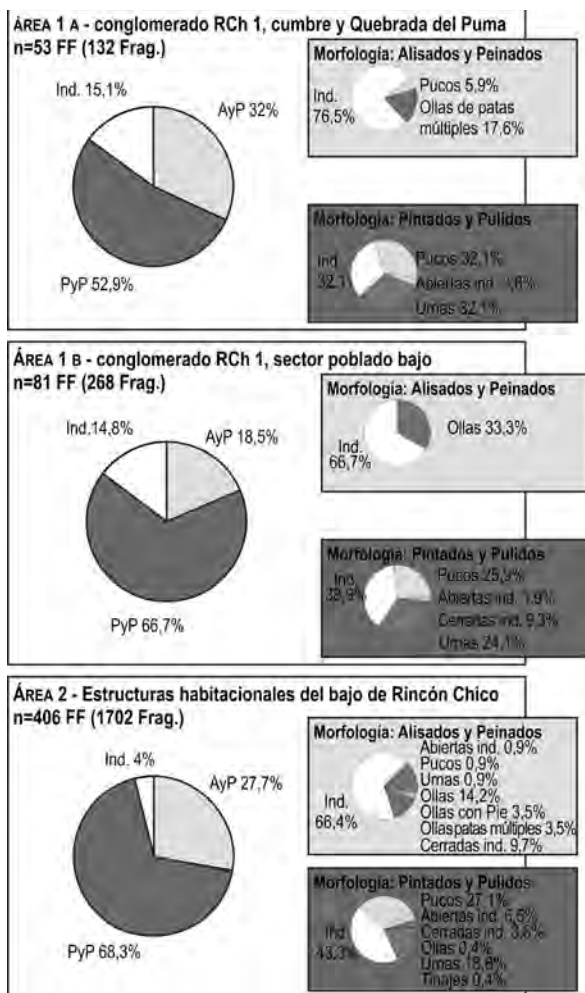 ÁREA 1 A - conglomerado RCh 1, cumbre y Quebrada del Puma
n=53 FF (132 Frag.)
Ind. 15,1%
AyP 32%
PyP 52,9%
Morfología: Alisados y Peinados
Ind.
76,5%
Pucos 5,9%
Ollas de patas
múltiples 17,6%
Morfología: Pintados y Pulidos
Ind
32,1
Pucos 32,1%
Abiertas ind.
Urnas 32,1%
ÁREA 1 B - conglomerado RCh 1, sector poblado bajo
n=81 FF (268 Frag.)
Ind.14,8%
AyP 18,5%
PyP 66,7%
Morfología: Alisados y Peinados
Ind.
66,7%
Ollas 33,3%
Morfología: Pintados y Pulidos
Ind
38,9%
Pucos 25,9%
Abiertas ind. 1,9%
Cerradas ind. 9,3%
Urnas 24,1%
ÁREA 2 - Estructuras habitacionales del bajo de Rincón Chico
n=406 FF (1702 Frag.)
Ind. 4%
AyP 27,7%
PyP 68,3%
Morfología: Alisados y Peinados
Ind.
66,4%
Abiertas ind. 0,9%
Pucos 0,9%
Urnas 0,9%
Ollas 14,2%
Ollas con Pie 3,5%
Ollas patas múltiples 3,5%
Cerradas ind. 9,7%
Morfología: Pintados y Pulidos
Ind
43,3%
Pucos 27,1%
Abiertas ind. 6,5%
Cerradas ind. 3,6%
Ollas 0,4%
Urnas 18,6%
Tinajes 0,4%